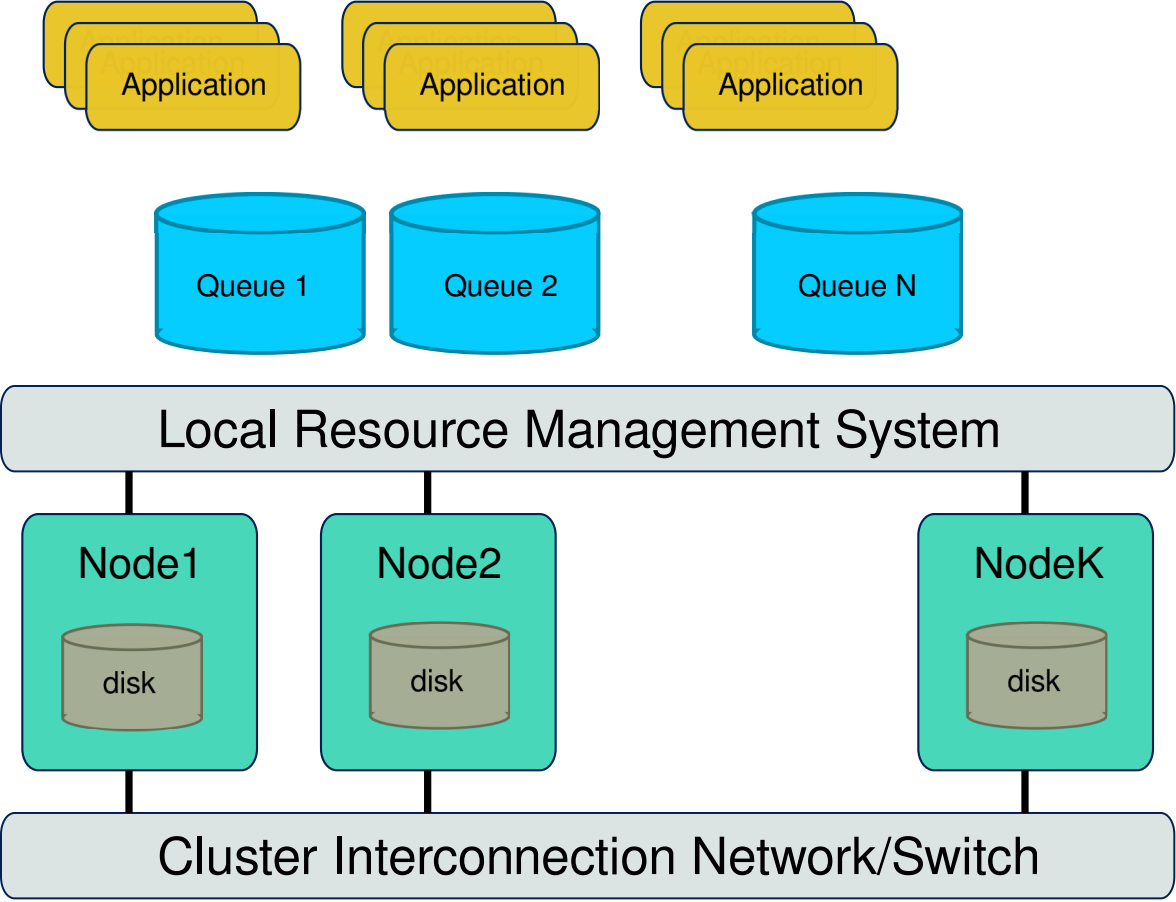 Application
Application
Application
Queue 1
Queue 2
Queue N
Local Resource Management System
Node1
Node2
NodeK
disk
disk
disk
Cluster Interconnection Network/Switch